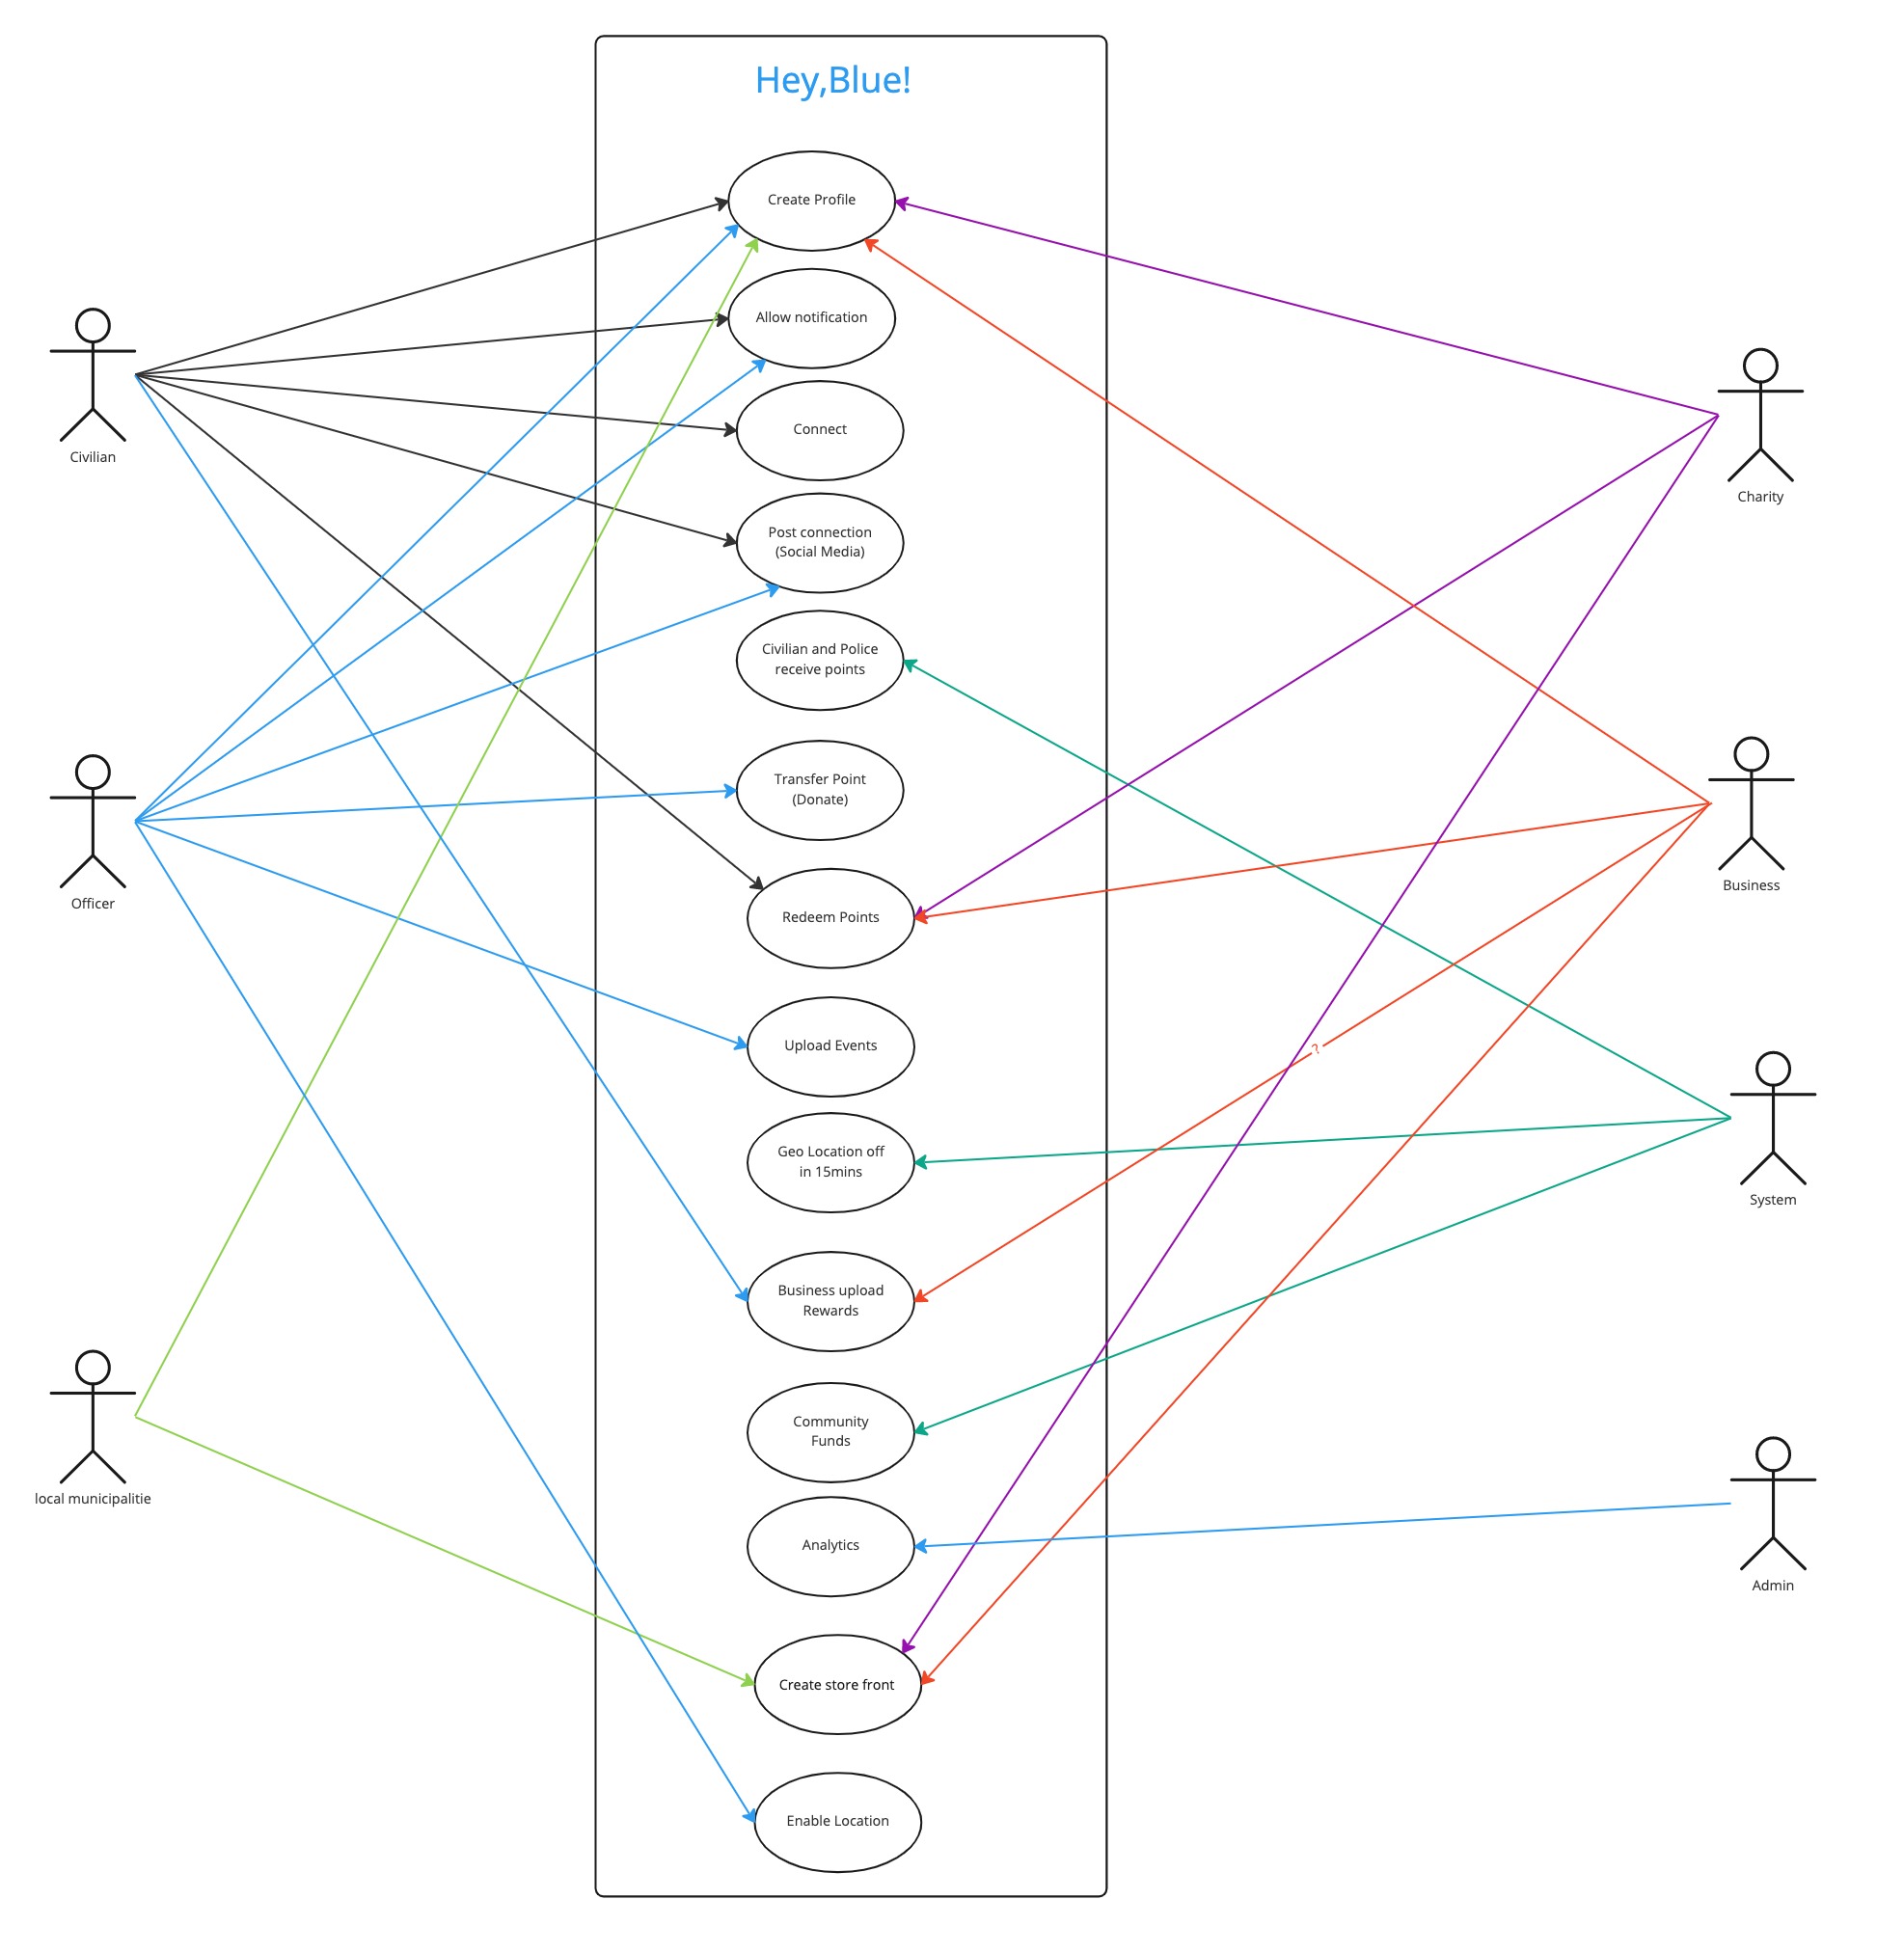 Hey,Blue!
Create Profile
Allow notification
Connect
Post connection
(Social Media)
Civilian and Police
receive points
Transfer Point
(Donate)
Redeem Points
Upload Events
Geo Location off
in 15mins
Business upload
Rewards
Community
Funds
Analytics
Create store front
Enable Location
Civilian
Officer
local municipalitie
Charity
Business
?
System
Admin